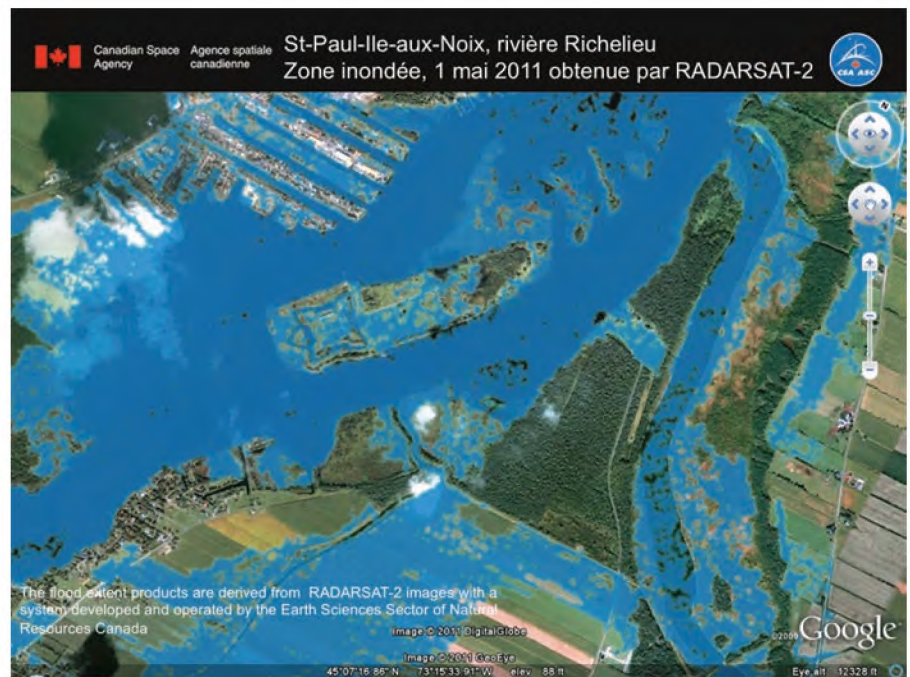 Canadian Space Agency
Agence spatiale canadienne
St-Paul-Ile-aux-Noix, rivière Richelieu
Zone inondée, 1 mai 2011 obtenue par RADARSAT-2
CSA ASC
N
The flood extent products are derived from RADARSAT-2 images with a
system developed and operated by the Earth Sciences Sector of Natural
Resources Canada
Image © 2011 DigitalGlobe
©2009 Google
Image © 2011 GeoEye
45°07'16.86" N 73°15'33.91" W elev 88 ft
Eye alt 12328 ft